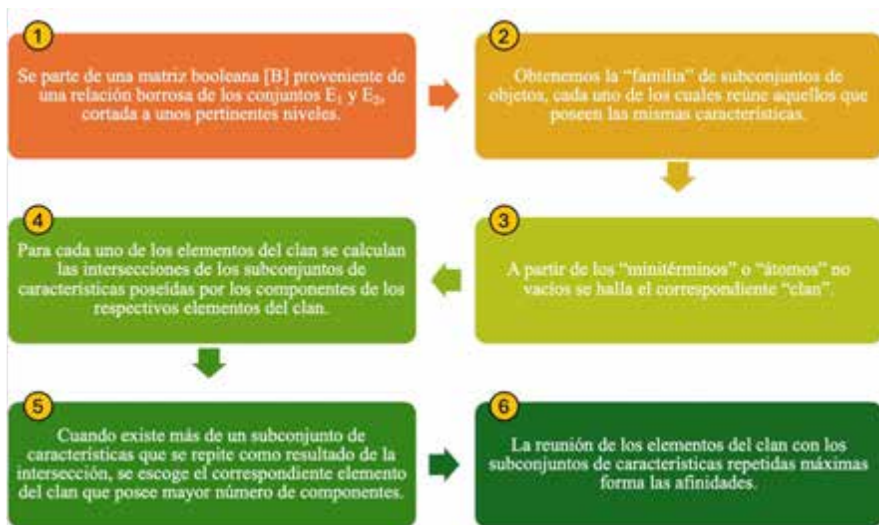 1
Se parte de una matriz booleana [B] proveniente de
una relación borrosa de los conjuntos E₁ y E₂,
cortada a unos pertinentes niveles.
2
Obtenemos la “familia” de subconjuntos de
objetos, cada uno de los cuales reúne aquellos que
poseen las mismas características.
3
A partir de los “minitérminos” o “átomos” no
vacíos se halla el correspondiente “clan”.
4
Para cada uno de los elementos del clan se calculan
las intersecciones de los subconjuntos de
características poseídas por los componentes de los
respectivos elementos del clan.
5
Cuando existe más de un subconjunto de
características que se repite como resultado de la
intersección, se escoge el correspondiente elemento
del clan que posee mayor número de componentes.
6
La reunión de los elementos del clan con los
subconjuntos de características repetidas máximas
forma las afinidades.